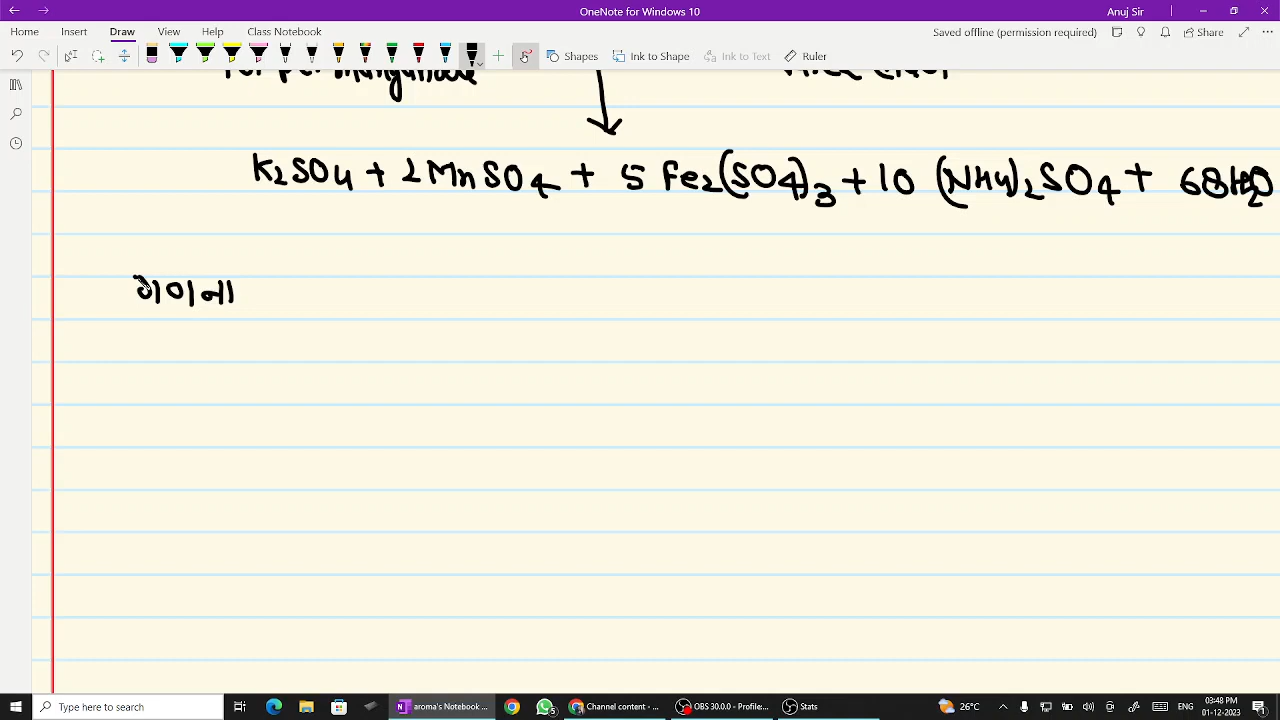 OneNote for Windows 10
Anuj Sir
Home Insert Draw View Help Class Notebook
Saved offline (permission required) Share
Shapes Ink to Shape Ink to Text Ruler
K2SO4 + 2MnSO4 + 5 Fe2(SO4)3 + 10 (NH4)2SO4 + 68H2O
Type here to search
aroma's Notebook ...
Channel content - ...
OBS 30.0.0 - Profile...
Stats
26°C
03:48 PM
01-12-2023